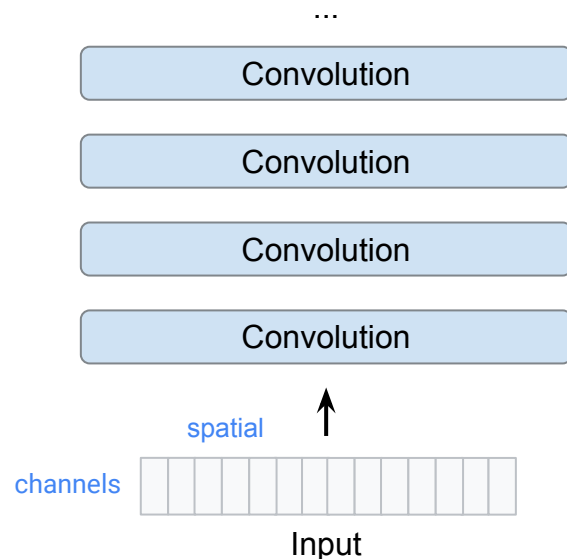 ...
Convolution
Convolution
Convolution
Convolution
spatial
channels
Input